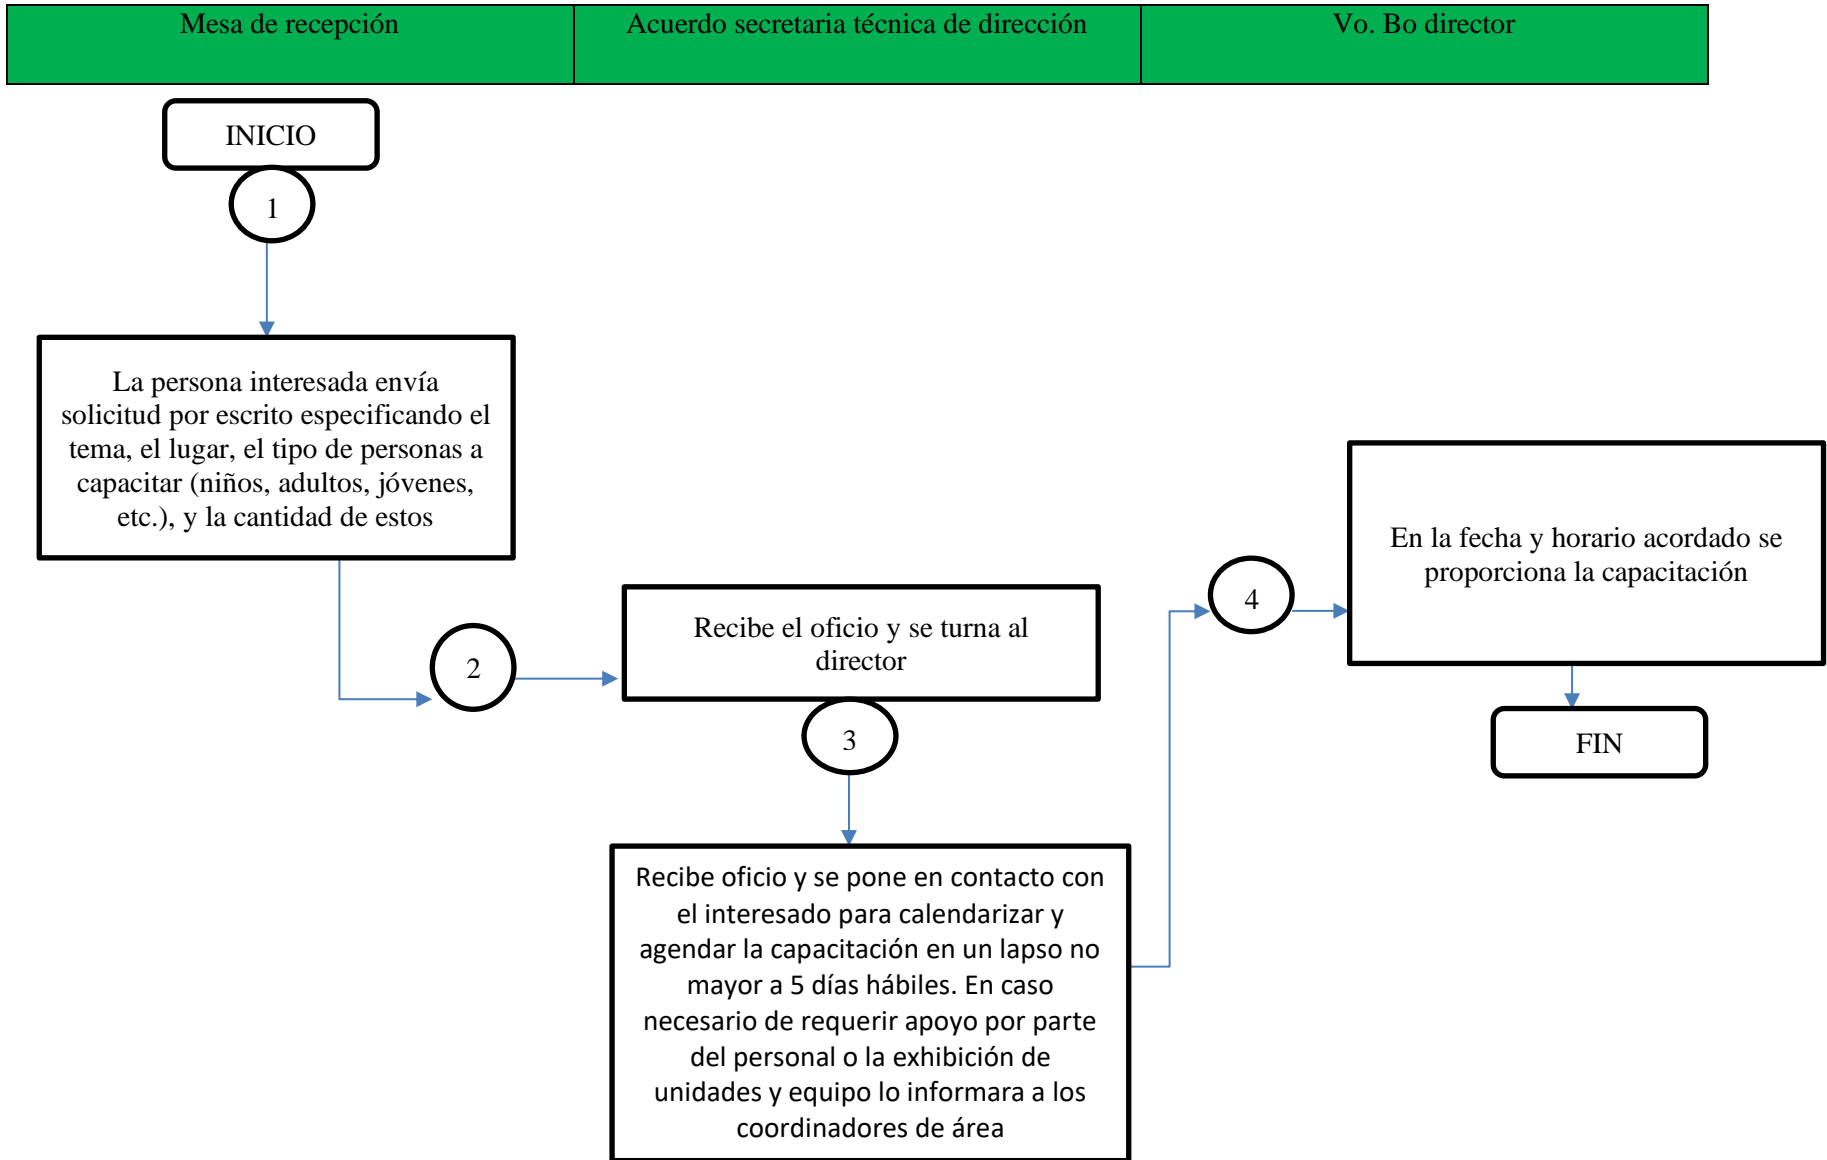 Mesa de recepción
Acuerdo secretaria técnica de dirección
Vo. Bo director
INICIO
1
La persona interesada envía
solicitud por escrito especificando el
tema, el lugar, el tipo de personas a
capacitar (niños, adultos, jóvenes,
etc.), y la cantidad de estos
2
Recibe el oficio y se turna al
director
3
Recibe oficio y se pone en contacto con
el interesado para calendarizar y
agendar la capacitación en un lapso no
mayor a 5 días hábiles. En caso
necesario de requerir apoyo por parte
del personal o la exhibición de
unidades y equipo lo informara a los
coordinadores de área
4
En la fecha y horario acordado se
proporciona la capacitación
FIN